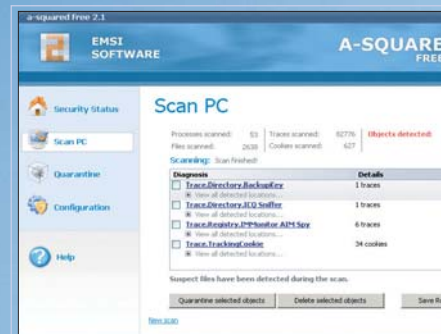 a-squared Free 2.1
EMSI
SOFTWARE
A-SQUARE
FREE
Security Status
Scan PC
Quarantine
Configuration
Help
Scan PC
Processes scanned: 53 Traces scanned: 82776 Objects detected:
Files scanned: 2638 Cookies scanned: 627
Scanning: Scan finished!
Diagnosis Details
Trace.Directory.BackupKey 1 traces
View all detected locations...
Trace.Directory.ICQ Sniffer 1 traces
View all detected locations...
Trace.Registry.IMMonitor AIM Spy 6 traces
View all detected locations...
Trace.TrackingCookie 34 cookies
View all detected locations...
Suspect files have been detected during the scan.
Quarantine selected objects Delete selected objects Save Re
New scan